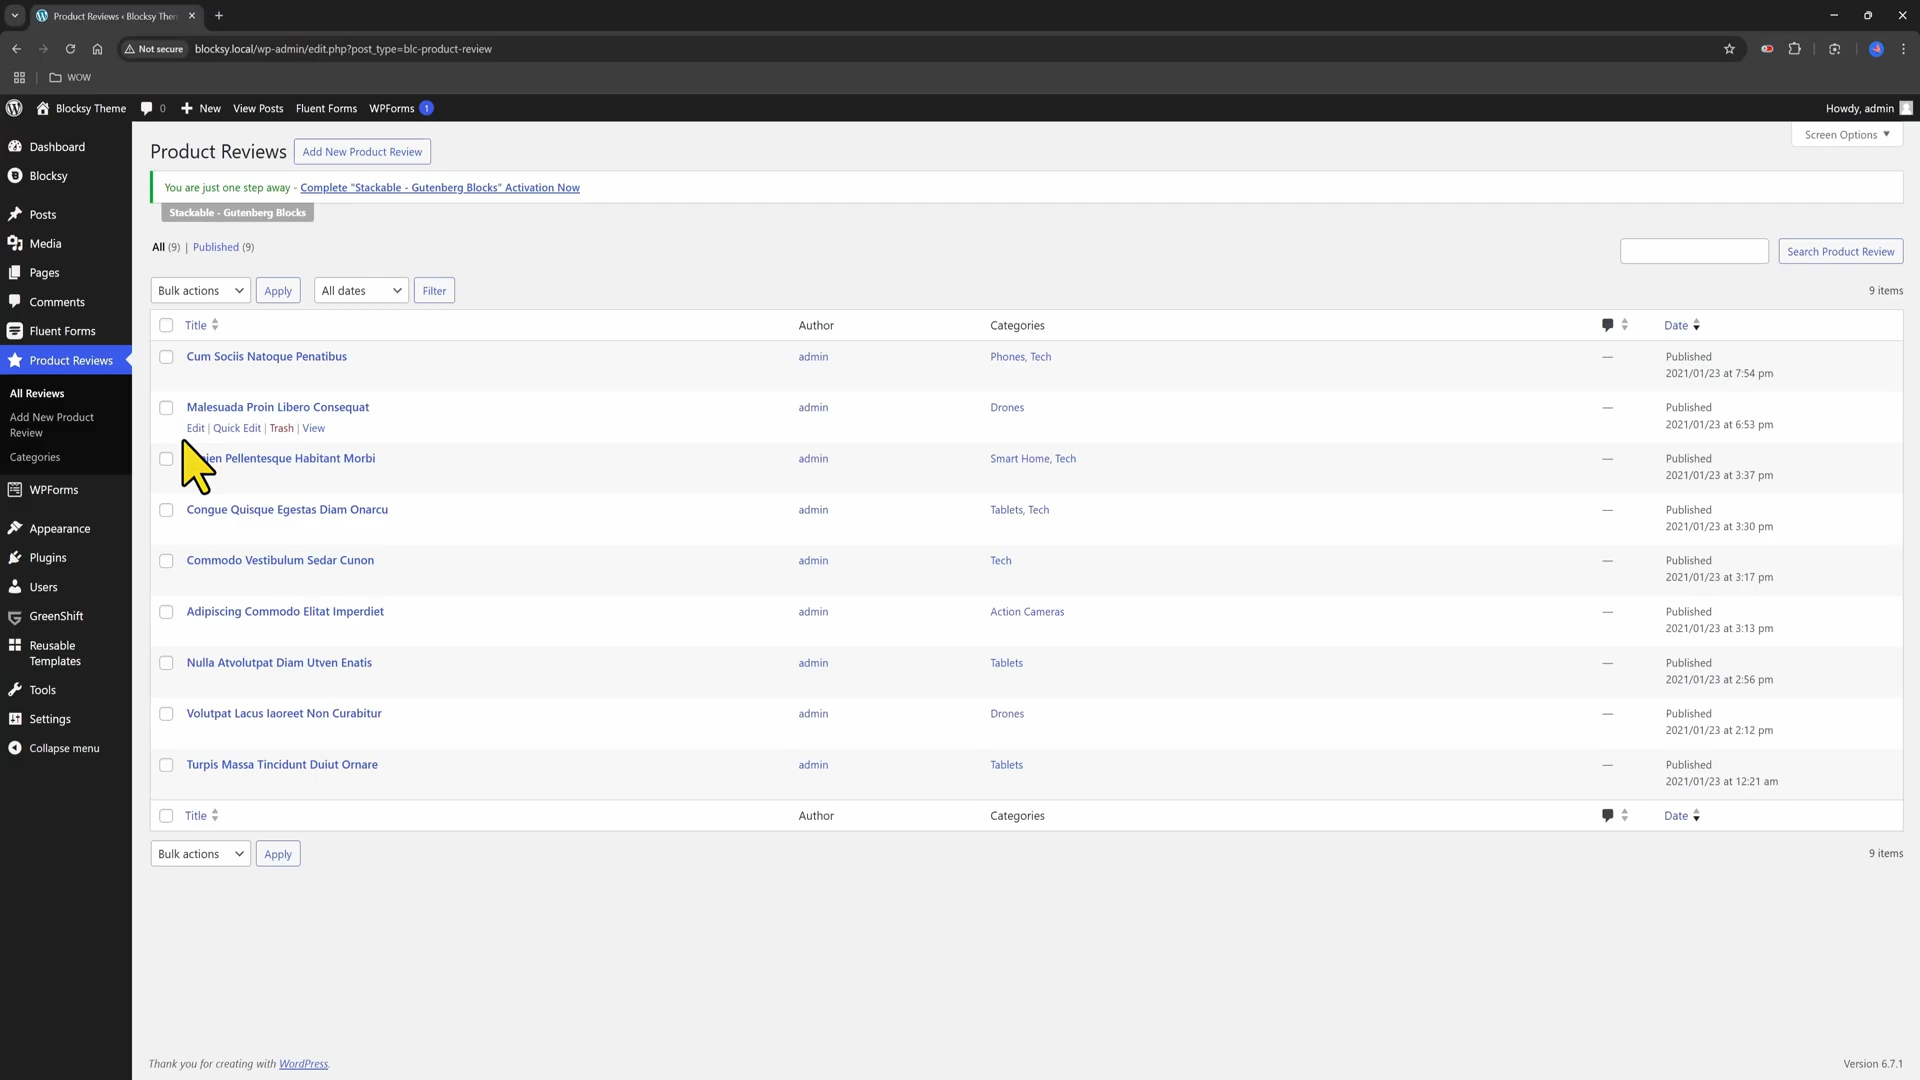 Product Reviews ‹ Blocksy Them
Not secure
blocksy.local/wp-admin/edit.php?post_type=blc-product-review
WOW
Blocksy Theme
0
New
View Posts
Fluent Forms
WPForms
1
Howdy, admin
Dashboard
Blocksy
Posts
Media
Pages
Comments
Fluent Forms
Product Reviews
All Reviews
Add New Product
Review
Categories
WPForms
Appearance
Plugins
Users
GreenShift
Reusable
Templates
Tools
Settings
Collapse menu
Screen Options
Product Reviews
Add New Product Review
You are just one step away - Complete "Stackable - Gutenberg Blocks" Activation Now
Stackable - Gutenberg Blocks
All (9) | Published (9)
Search Product Review
Bulk actions
Apply
All dates
Filter
9 items
Title
Author
Categories
Date
Cum Sociis Natoque Penatibus
admin
Phones, Tech
—
Published
2021/01/23 at 7:54 pm
Malesuada Proin Libero Consequat
Edit | Quick Edit | Trash | View
admin
Drones
—
Published
2021/01/23 at 6:53 pm
Pellentesque Habitant Morbi
admin
Smart Home, Tech
—
Published
2021/01/23 at 3:37 pm
Congue Quisque Egestas Diam Onarcu
admin
Tablets, Tech
—
Published
2021/01/23 at 3:30 pm
Commodo Vestibulum Sedar Cunon
admin
Tech
—
Published
2021/01/23 at 3:17 pm
Adipiscing Commodo Elitat Imperdiet
admin
Action Cameras
—
Published
2021/01/23 at 3:13 pm
Nulla Atvolutpat Diam Utven Enatis
admin
Tablets
—
Published
2021/01/23 at 2:56 pm
Volutpat Lacus Iaoreet Non Curabitur
admin
Drones
—
Published
2021/01/23 at 2:12 pm
Turpis Massa Tincidunt Duiut Ornare
admin
Tablets
—
Published
2021/01/23 at 12:21 am
Title
Author
Categories
Date
Bulk actions
Apply
9 items
Thank you for creating with WordPress.
Version 6.7.1